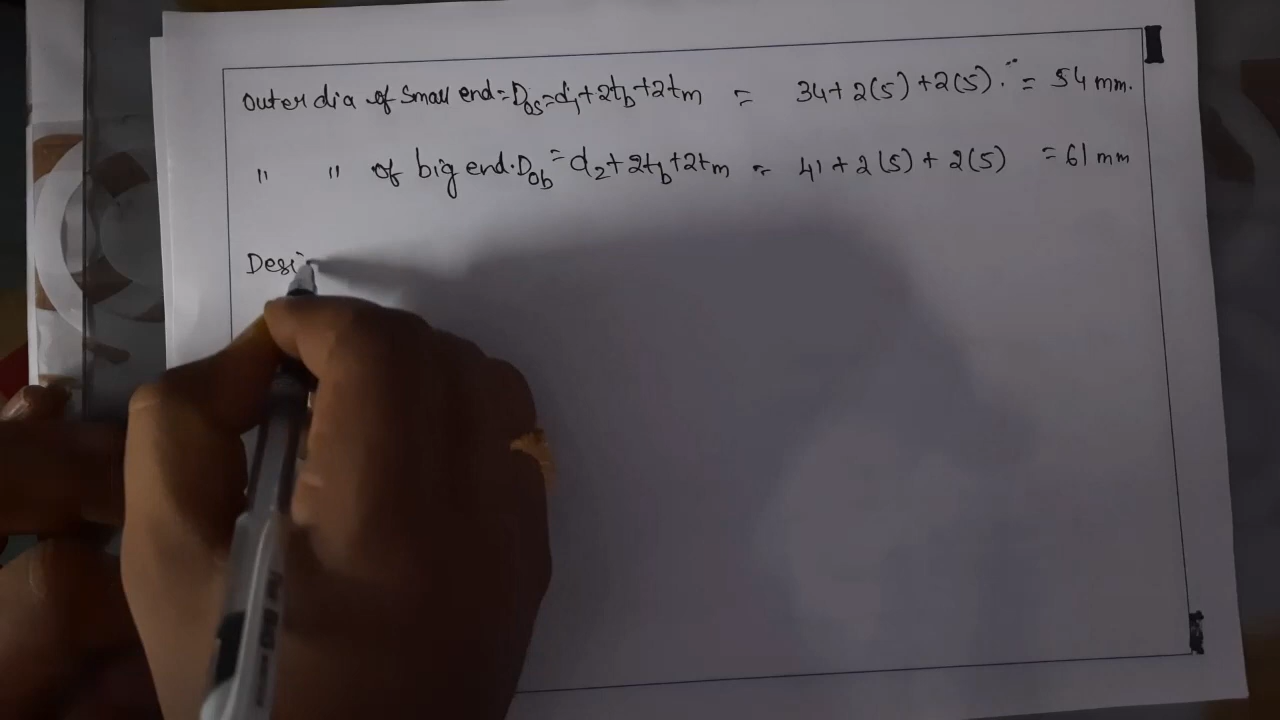 Outer dia of Small end = Dos = d1 + 2tb + 2tm = 34 + 2(5) + 2(5) . = 54 mm.
" " of big end . Dob = d2 + 2tb + 2tm = 41 + 2(5) + 2(5) = 61 mm
Desi